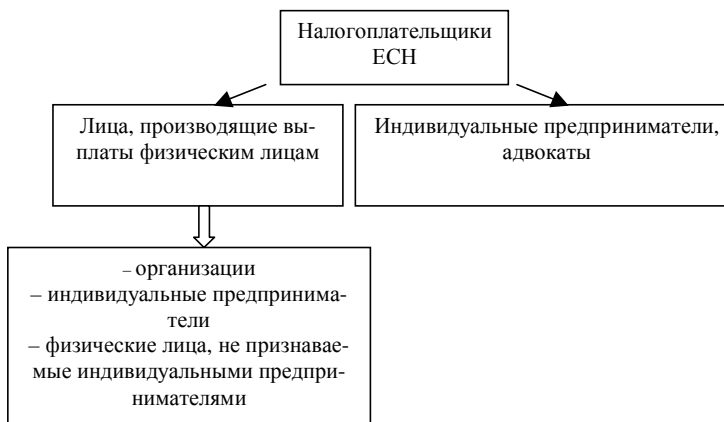 Налогоплательщики
ЕСН
Лица, производящие вы-
платы физическим лицам
Индивидуальные предприниматели,
адвокаты
– организации
– индивидуальные предпринима-
тели
– физические лица, не признавае-
мые индивидуальными предпри-
нимателями